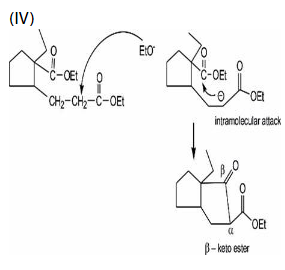 (IV)
EtO-
O
C-OEt
O
CH2-CH2-C-OEt
O
C-OEt
O
OEt
⊖
intramolecular attack
β
O
O
OEt
α
β – keto ester